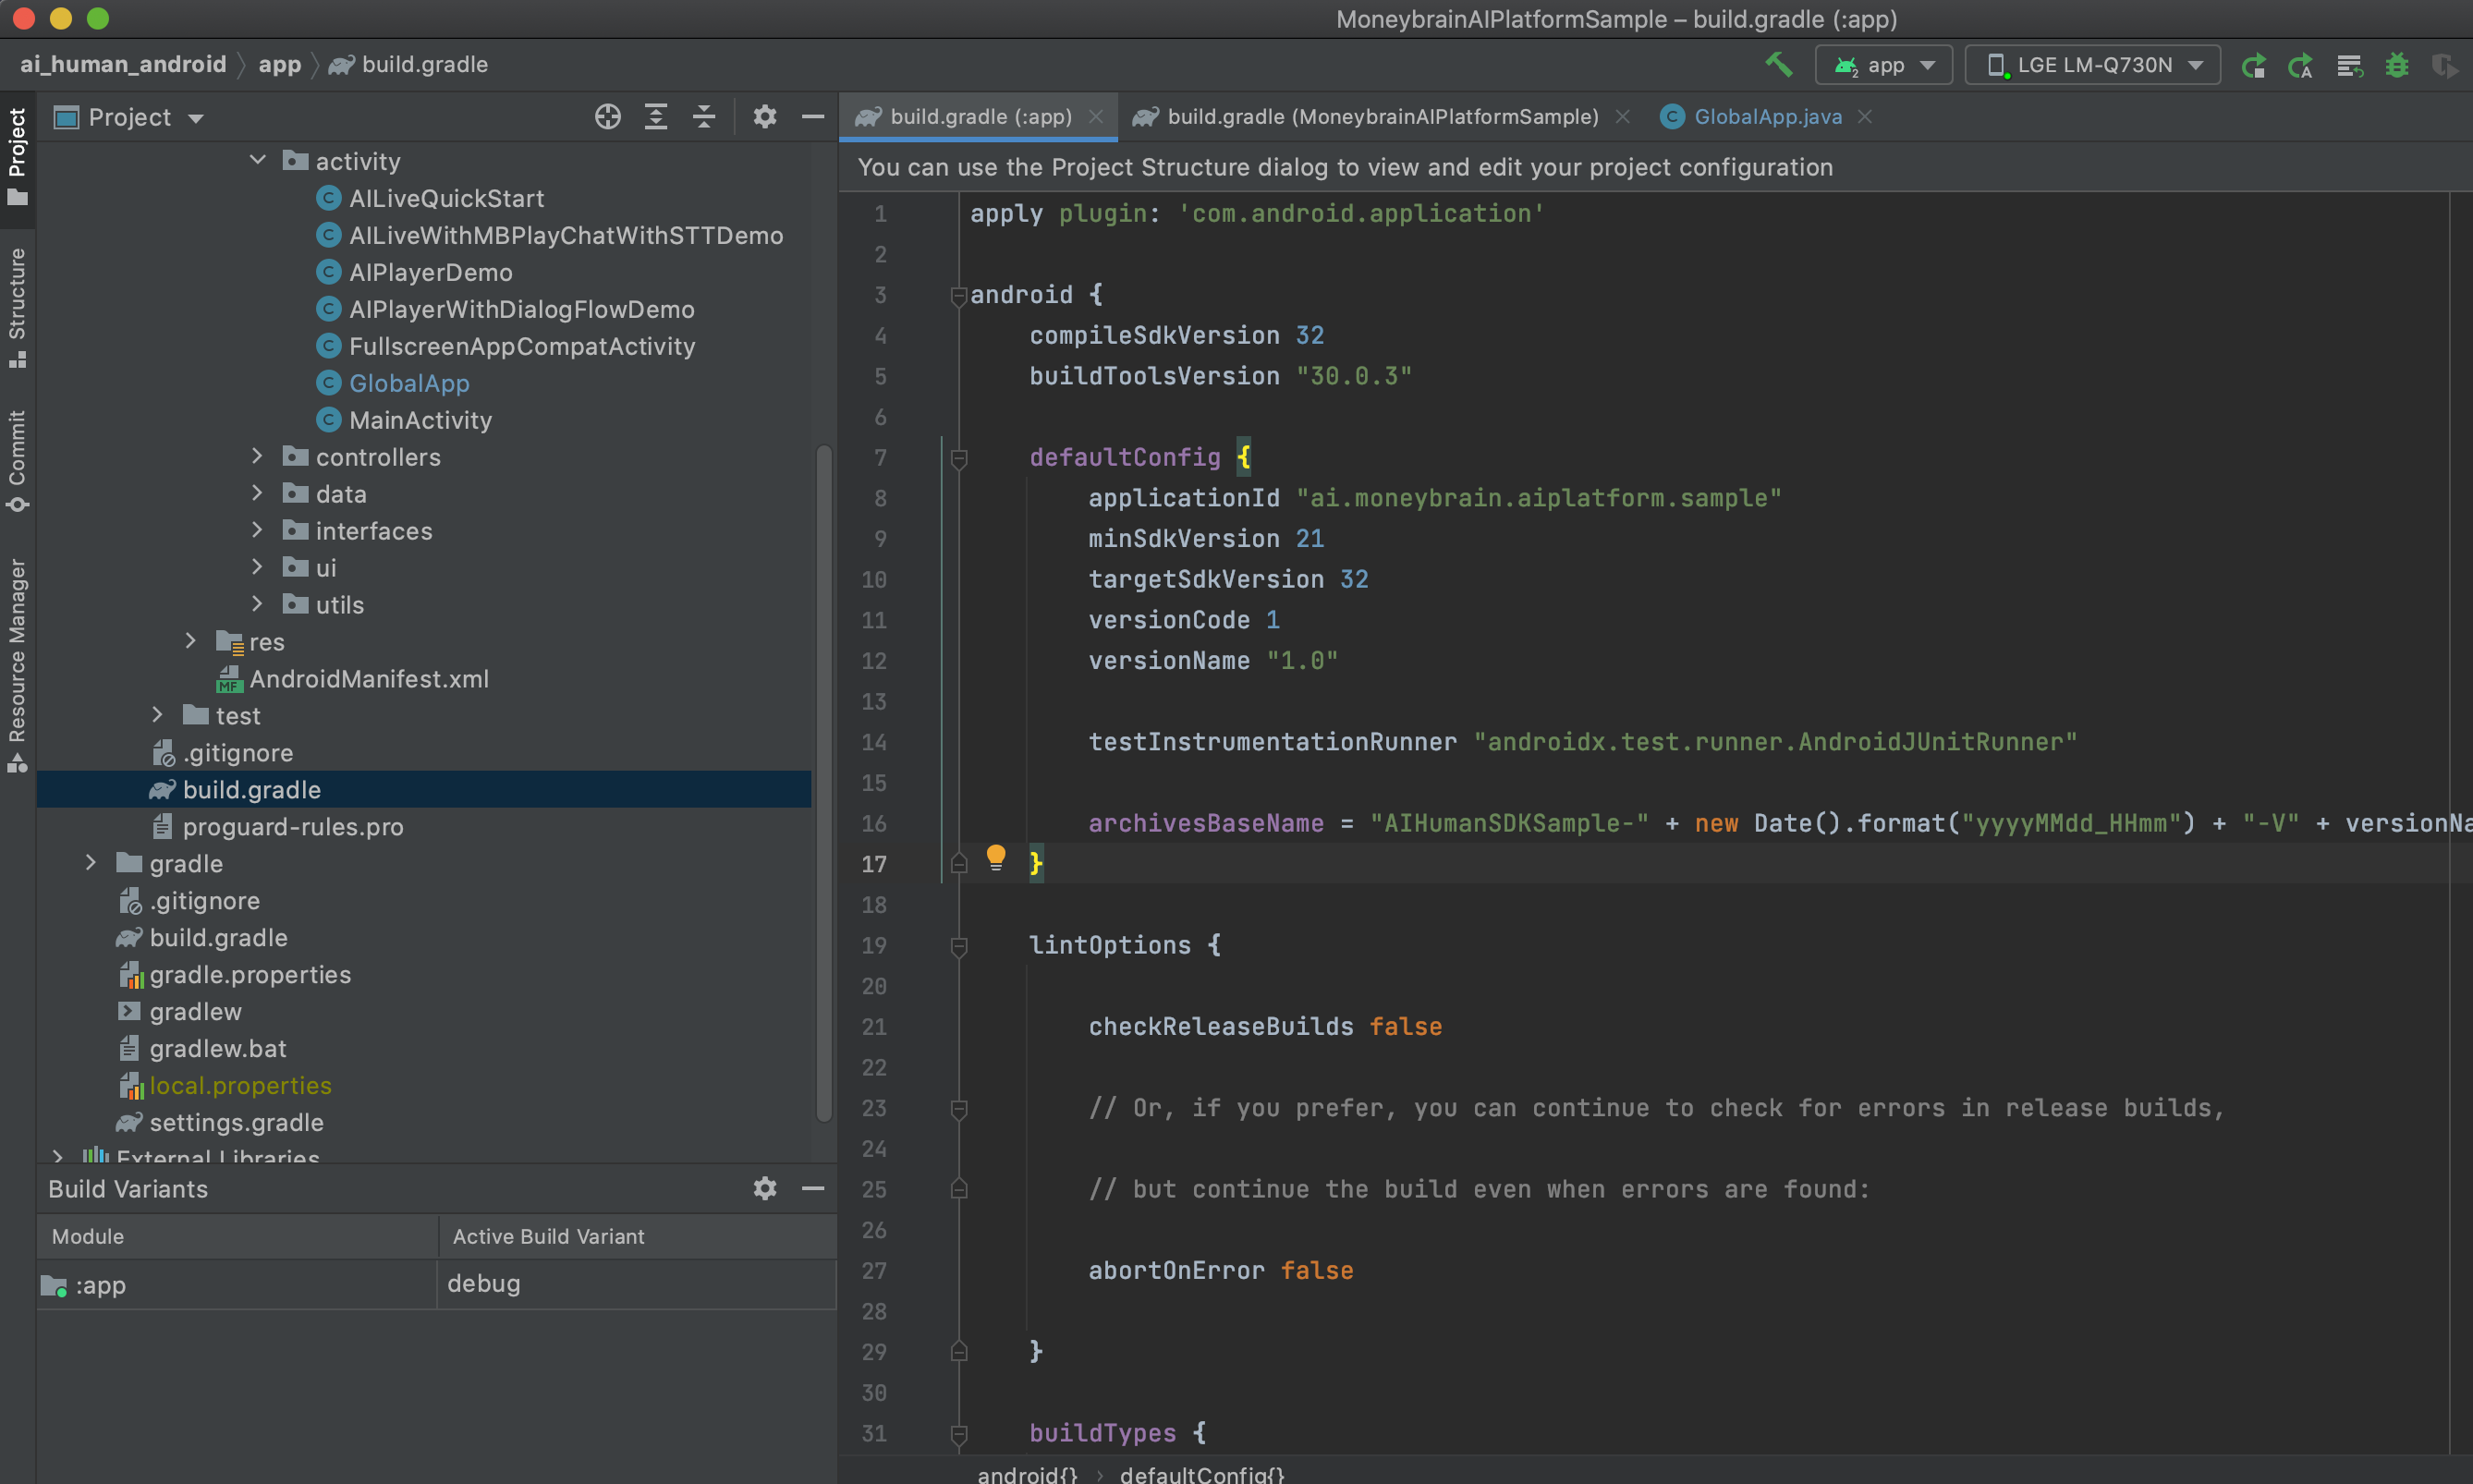 MoneybrainAIPlatformSample – build.gradle (:app)
ai_human_android
app
build.gradle
app
LGE LM-Q730N
Project
Structure
Commit
Resource Manager
Project
activity
AILiveQuickStart
AILiveWithMBPlayChatWithSTTDemo
AIPlayerDemo
AIPlayerWithDialogFlowDemo
FullscreenAppCompatActivity
GlobalApp
MainActivity
controllers
data
interfaces
ui
utils
res
AndroidManifest.xml
test
.gitignore
build.gradle
proguard-rules.pro
gradle
.gitignore
build.gradle
gradle.properties
gradlew
gradlew.bat
local.properties
settings.gradle
External Libraries
Build Variants
Module Active Build Variant
:app debug
build.gradle (:app)
build.gradle (MoneybrainAIPlatformSample)
GlobalApp.java
You can use the Project Structure dialog to view and edit your project configuration
1 apply plugin: 'com.android.application'
2
3 android {
4 compileSdkVersion 32
5 buildToolsVersion "30.0.3"
6
7 defaultConfig {
8 applicationId "ai.moneybrain.aiplatform.sample"
9 minSdkVersion 21
10 targetSdkVersion 32
11 versionCode 1
12 versionName "1.0"
13
14 testInstrumentationRunner "androidx.test.runner.AndroidJUnitRunner"
15
16 archivesBaseName = "AIHumanSDKSample-" + new Date().format("yyyyMMdd_HHmm") + "-V" + versionNa
17 }
18
19 lintOptions {
20
21 checkReleaseBuilds false
22
23 // Or, if you prefer, you can continue to check for errors in release builds,
24
25 // but continue the build even when errors are found:
26
27 abortOnError false
28
29 }
30
31 buildTypes {
android{} › defaultConfig{}